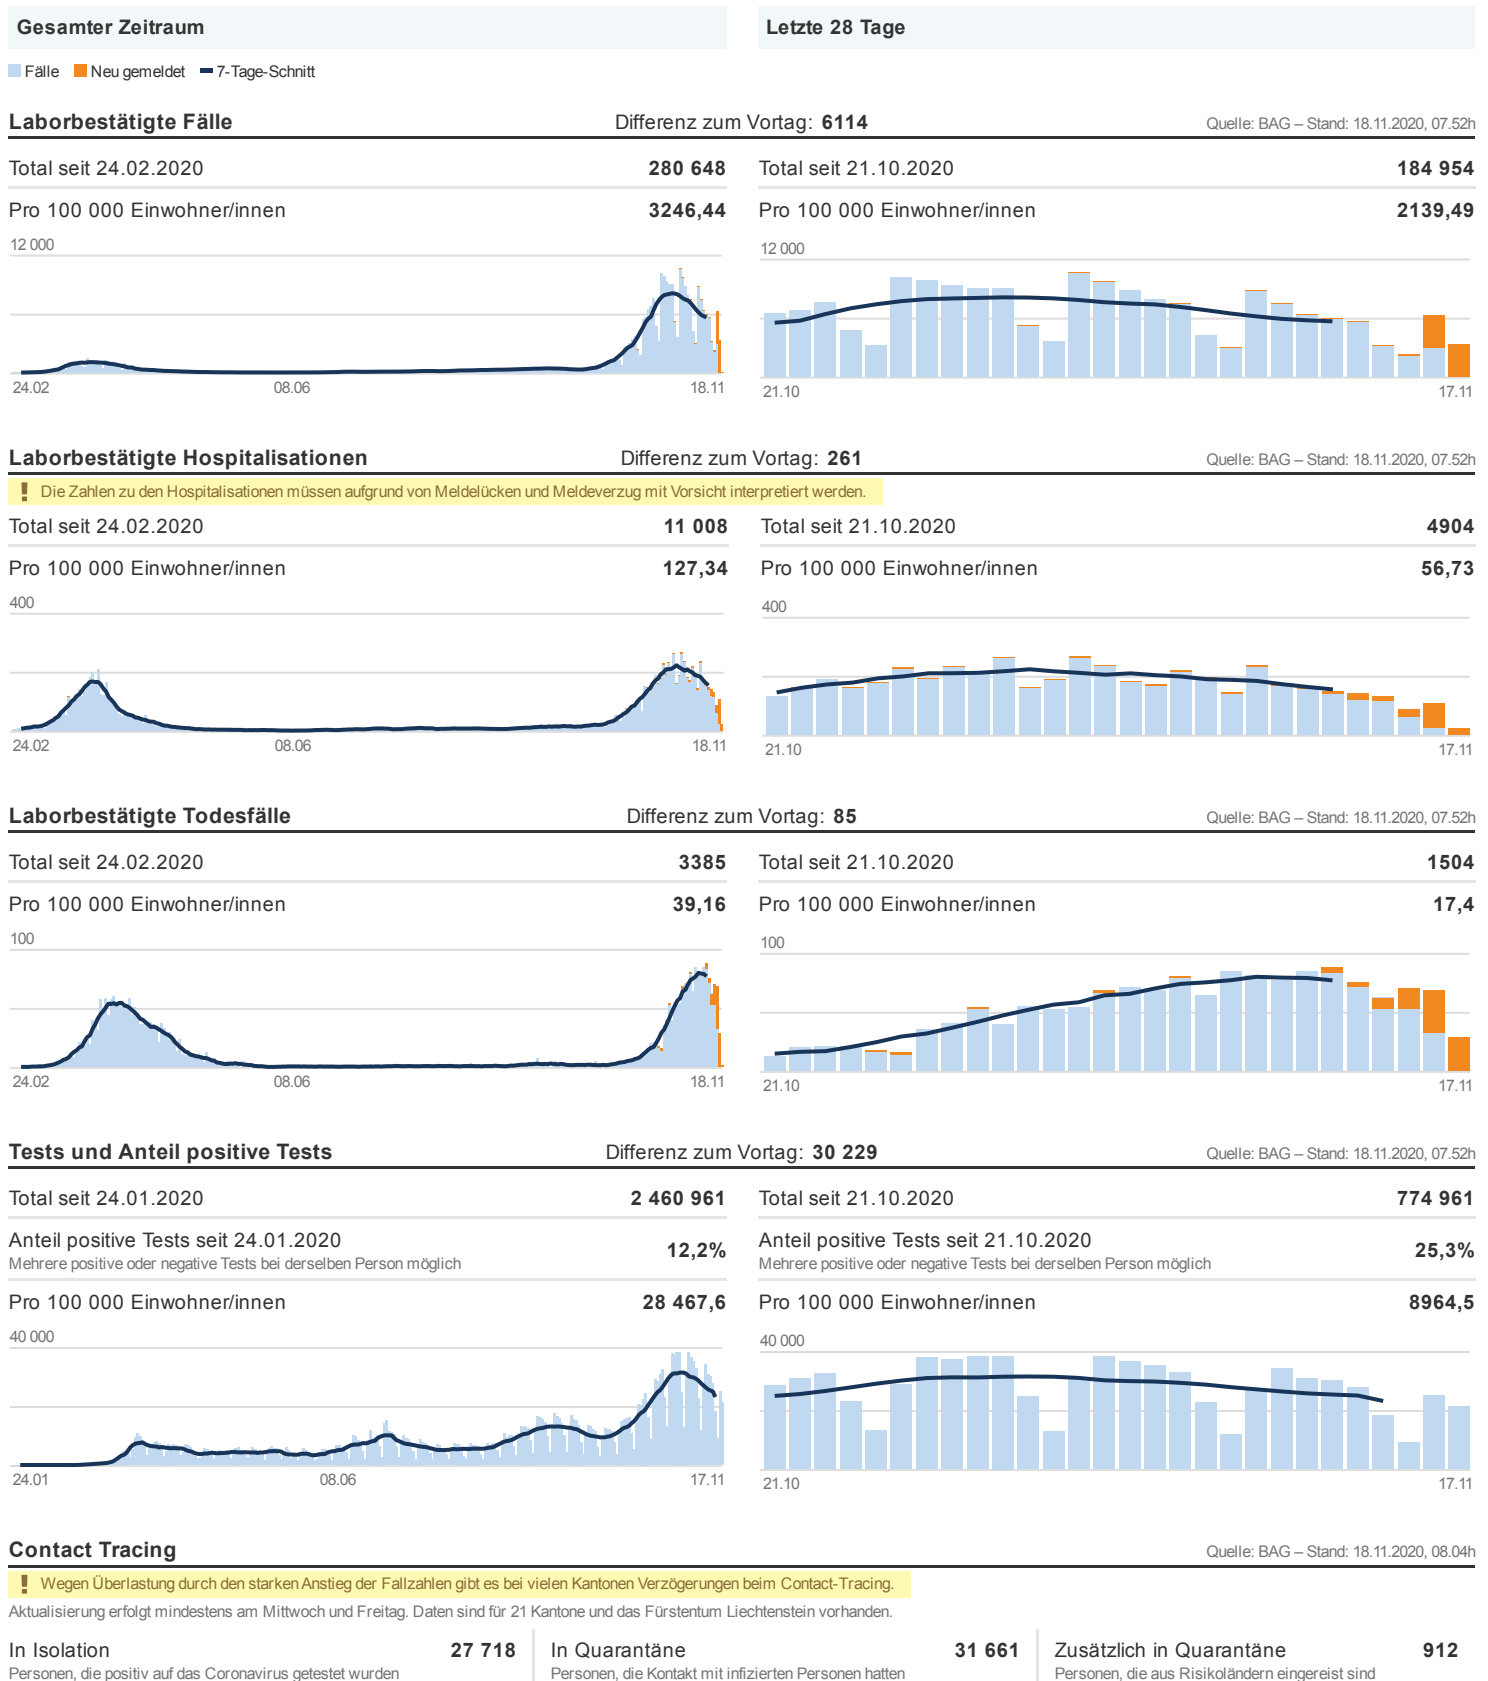 Gesamter Zeitraum
Letzte 28 Tage
Fälle Neu gemeldet 7-Tage-Schnitt
Laborbestätigte Fälle Differenz zum Vortag: 6114 Quelle: BAG – Stand: 18.11.2020, 07.52h
Total seit 24.02.2020 280 648
Pro 100 000 Einwohner/innen 3246,44
12 000
24.02 08.06 18.11
Total seit 21.10.2020 184 954
Pro 100 000 Einwohner/innen 2139,49
12 000
21.10 17.11
Laborbestätigte Hospitalisationen Differenz zum Vortag: 261 Quelle: BAG – Stand: 18.11.2020, 07.52h
Die Zahlen zu den Hospitalisationen müssen aufgrund von Meldelücken und Meldeverzug mit Vorsicht interpretiert werden.
Total seit 24.02.2020 11 008
Pro 100 000 Einwohner/innen 127,34
400
24.02 08.06 18.11
Total seit 21.10.2020 4904
Pro 100 000 Einwohner/innen 56,73
400
21.10 17.11
Laborbestätigte Todesfälle Differenz zum Vortag: 85 Quelle: BAG – Stand: 18.11.2020, 07.52h
Total seit 24.02.2020 3385
Pro 100 000 Einwohner/innen 39,16
100
24.02 08.06 18.11
Total seit 21.10.2020 1504
Pro 100 000 Einwohner/innen 17,4
100
21.10 17.11
Tests und Anteil positive Tests Differenz zum Vortag: 30 229 Quelle: BAG – Stand: 18.11.2020, 07.52h
Total seit 24.01.2020 2 460 961
Anteil positive Tests seit 24.01.2020 12,2%
Mehrere positive oder negative Tests bei derselben Person möglich
Pro 100 000 Einwohner/innen 28 467,6
40 000
24.01 08.06 17.11
Total seit 21.10.2020 774 961
Anteil positive Tests seit 21.10.2020 25,3%
Mehrere positive oder negative Tests bei derselben Person möglich
Pro 100 000 Einwohner/innen 8964,5
40 000
21.10 17.11
Contact Tracing Quelle: BAG – Stand: 18.11.2020, 08.04h
Wegen Überlastung durch den starken Anstieg der Fallzahlen gibt es bei vielen Kantonen Verzögerungen beim Contact-Tracing.
Aktualisierung erfolgt mindestens am Mittwoch und Freitag. Daten sind für 21 Kantone und das Fürstentum Liechtenstein vorhanden.
In Isolation 27 718
Personen, die positiv auf das Coronavirus getestet wurden
In Quarantäne 31 661
Personen, die Kontakt mit infizierten Personen hatten
Zusätzlich in Quarantäne 912
Personen, die aus Risikoländern eingereist sind